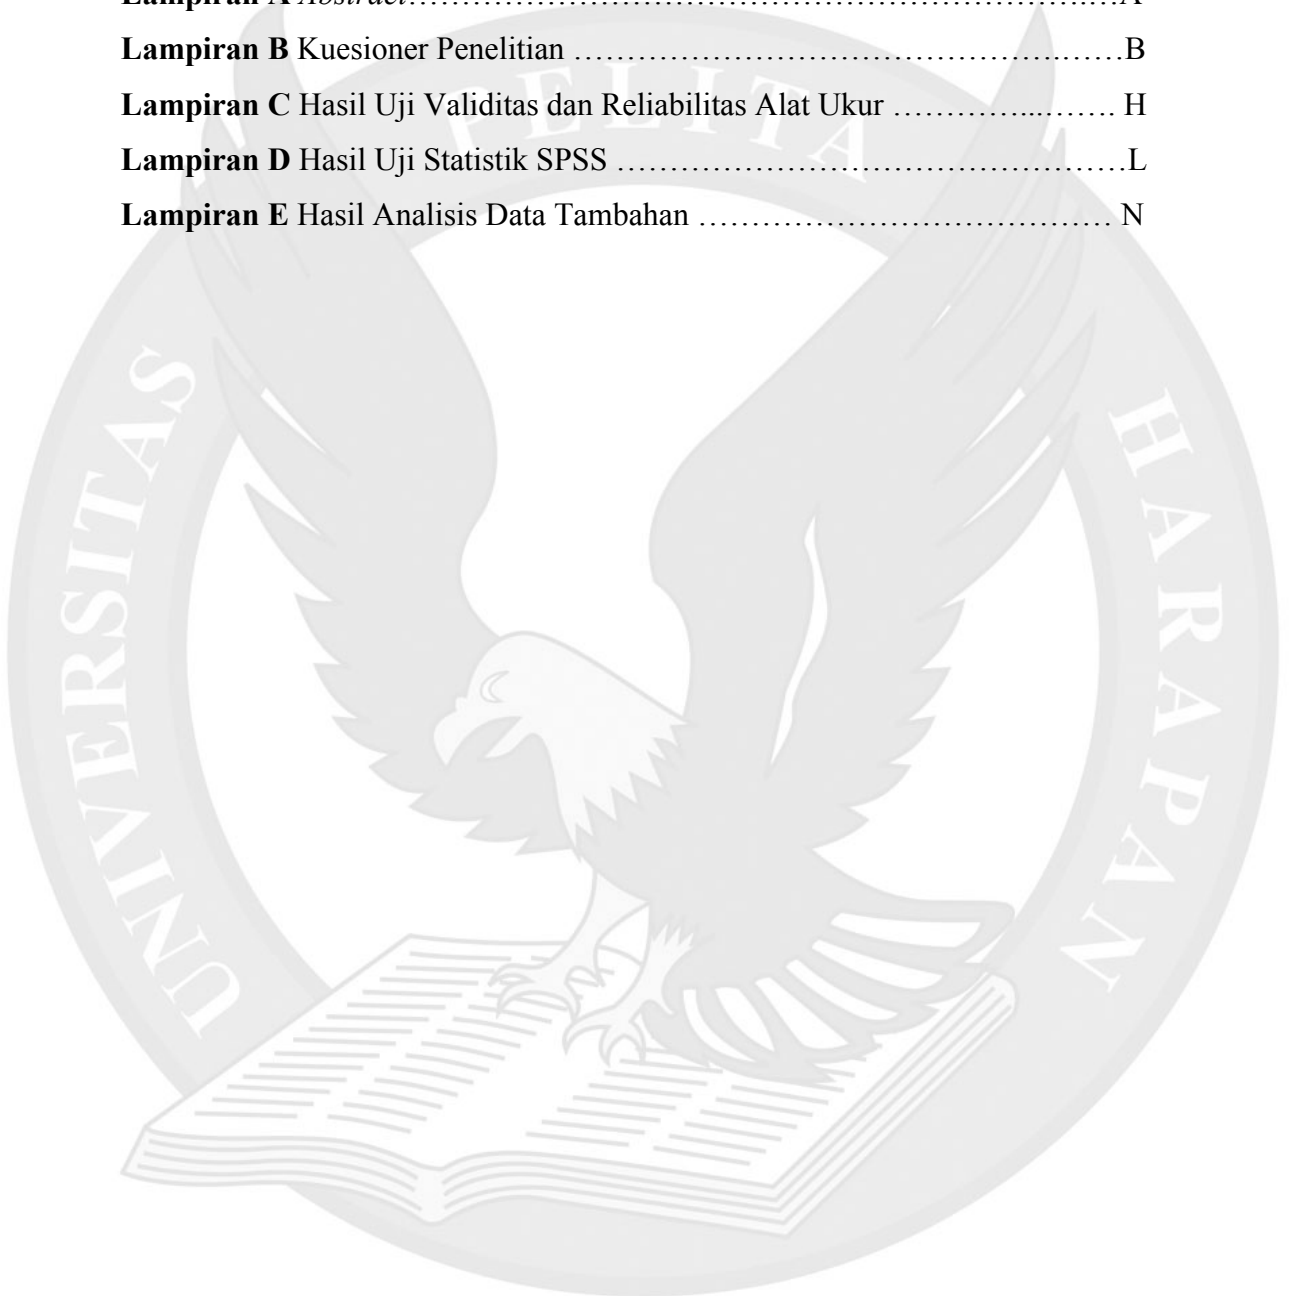 Lampiran A Abstract……………………………………………………………….…A
Lampiran B Kuesioner Penelitian ……………………………………………..……B
Lampiran C Hasil Uji Validitas dan Reliabilitas Alat Ukur …………...……. H
Lampiran D Hasil Uji Statistik SPSS ………………………………………………L
Lampiran E Hasil Analisis Data Tambahan ……………………………………… N
UNIVERSITAS PELITA HARAPAN